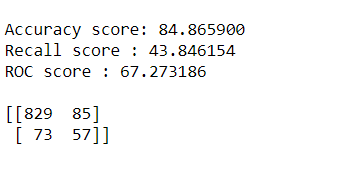 Accuracy score: 84.865900
Recall score : 43.846154
ROC score : 67.273186
[[829 85]
[ 73 57]]